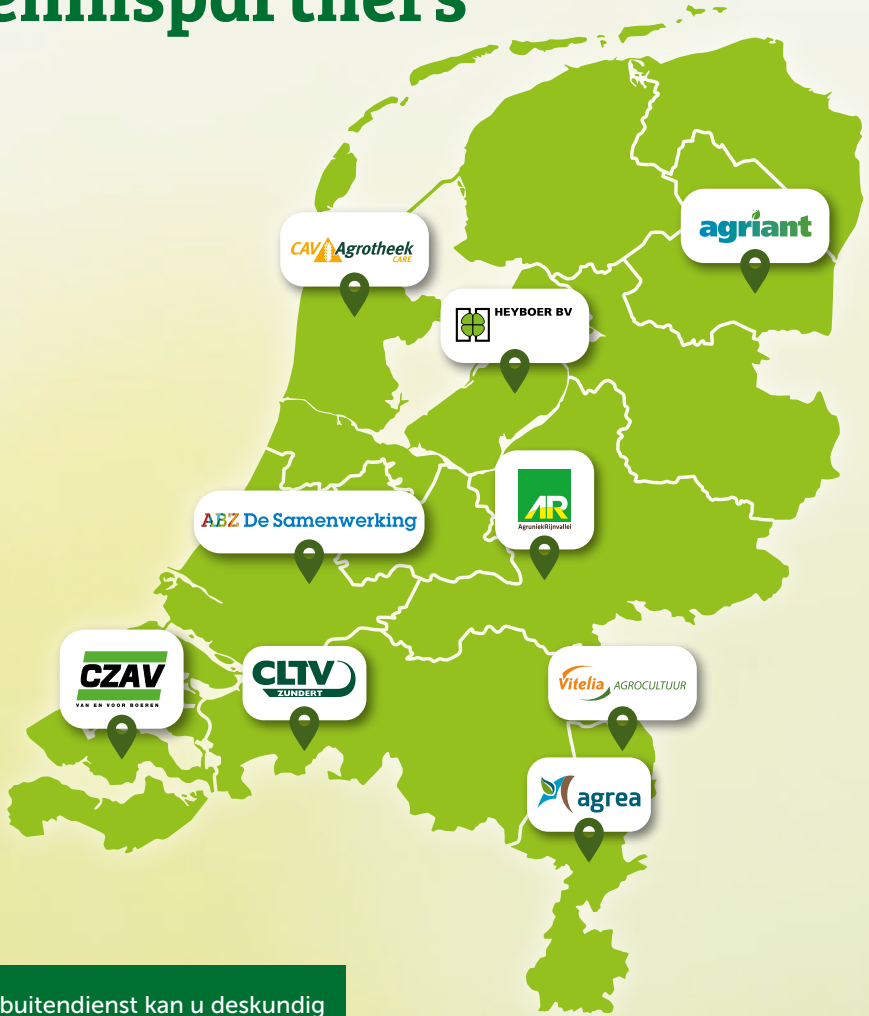 ennispartners
agriant
CAV Agrotheek
CARE
HEYBOER BV
AR
AgruniekRijnvallei
ABZ De Samenwerking
CZAV
VAN EN VOOR BOEREN
CLTV
ZUNDERT
Vitelia AGROCULTUUR
agrea
buitendienst kan u deskundig